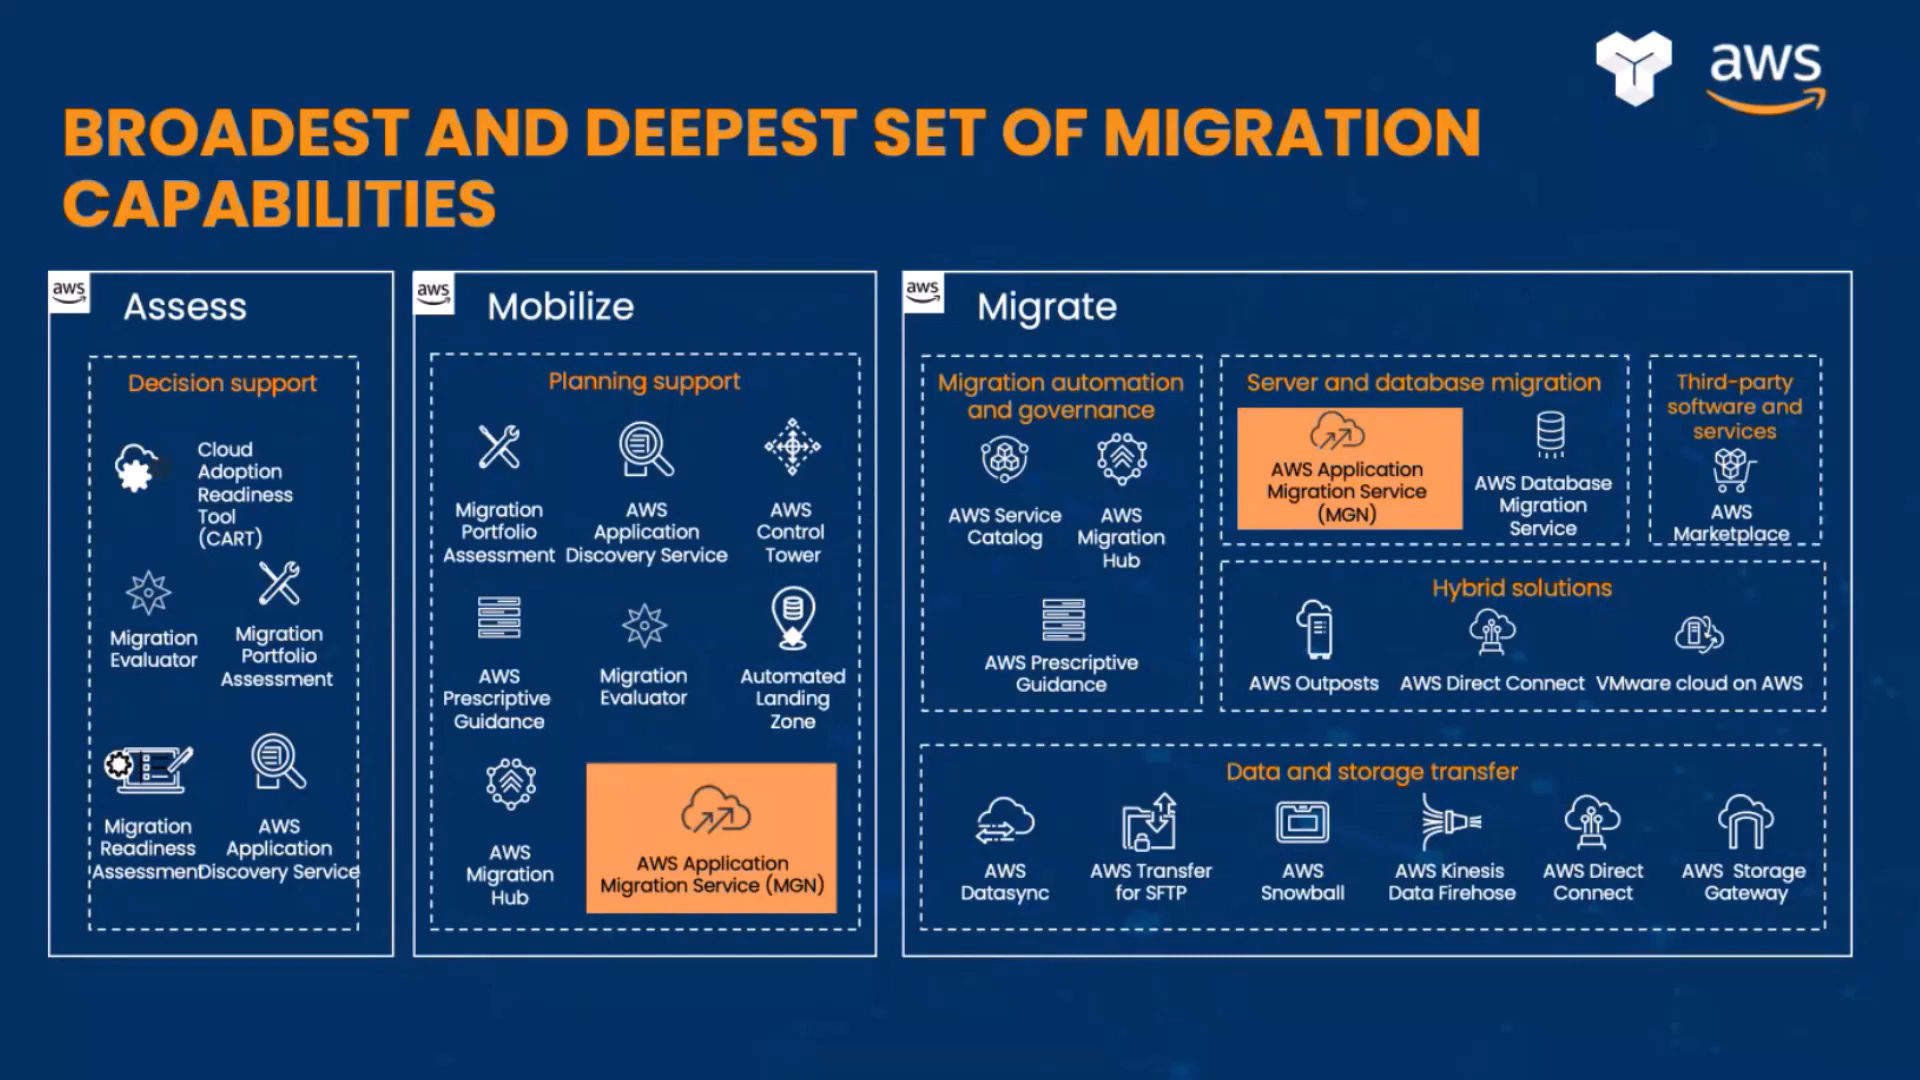 aws
BROADEST AND DEEPEST SET OF MIGRATION
CAPABILITIES
aws
Assess
Decision support
Cloud
Adoption
Readiness
Tool
(CART)
Migration
Evaluator
Migration
Portfolio
Assessment
Migration
Readiness
Assessmen
AWS
Application
Discovery Service
aws
Mobilize
Planning support
Migration
Portfolio
Assessment
AWS
Application
Discovery Service
AWS
Control
Tower
AWS
Prescriptive
Guidance
Migration
Evaluator
Automated
Landing
Zone
AWS
Migration
Hub
AWS Application
Migration Service (MGN)
aws
Migrate
Migration automation
and governance
AWS Service
Catalog
AWS
Migration
Hub
AWS Prescriptive
Guidance
Server and database migration
AWS Application
Migration Service
(MGN)
AWS Database
Migration
Service
Third-party
software and
services
AWS
Marketplace
Hybrid solutions
AWS Outposts
AWS Direct Connect
VMware cloud on AWS
Data and storage transfer
AWS
Datasync
AWS Transfer
for SFTP
AWS
Snowball
AWS Kinesis
Data Firehose
AWS Direct
Connect
AWS Storage
Gateway